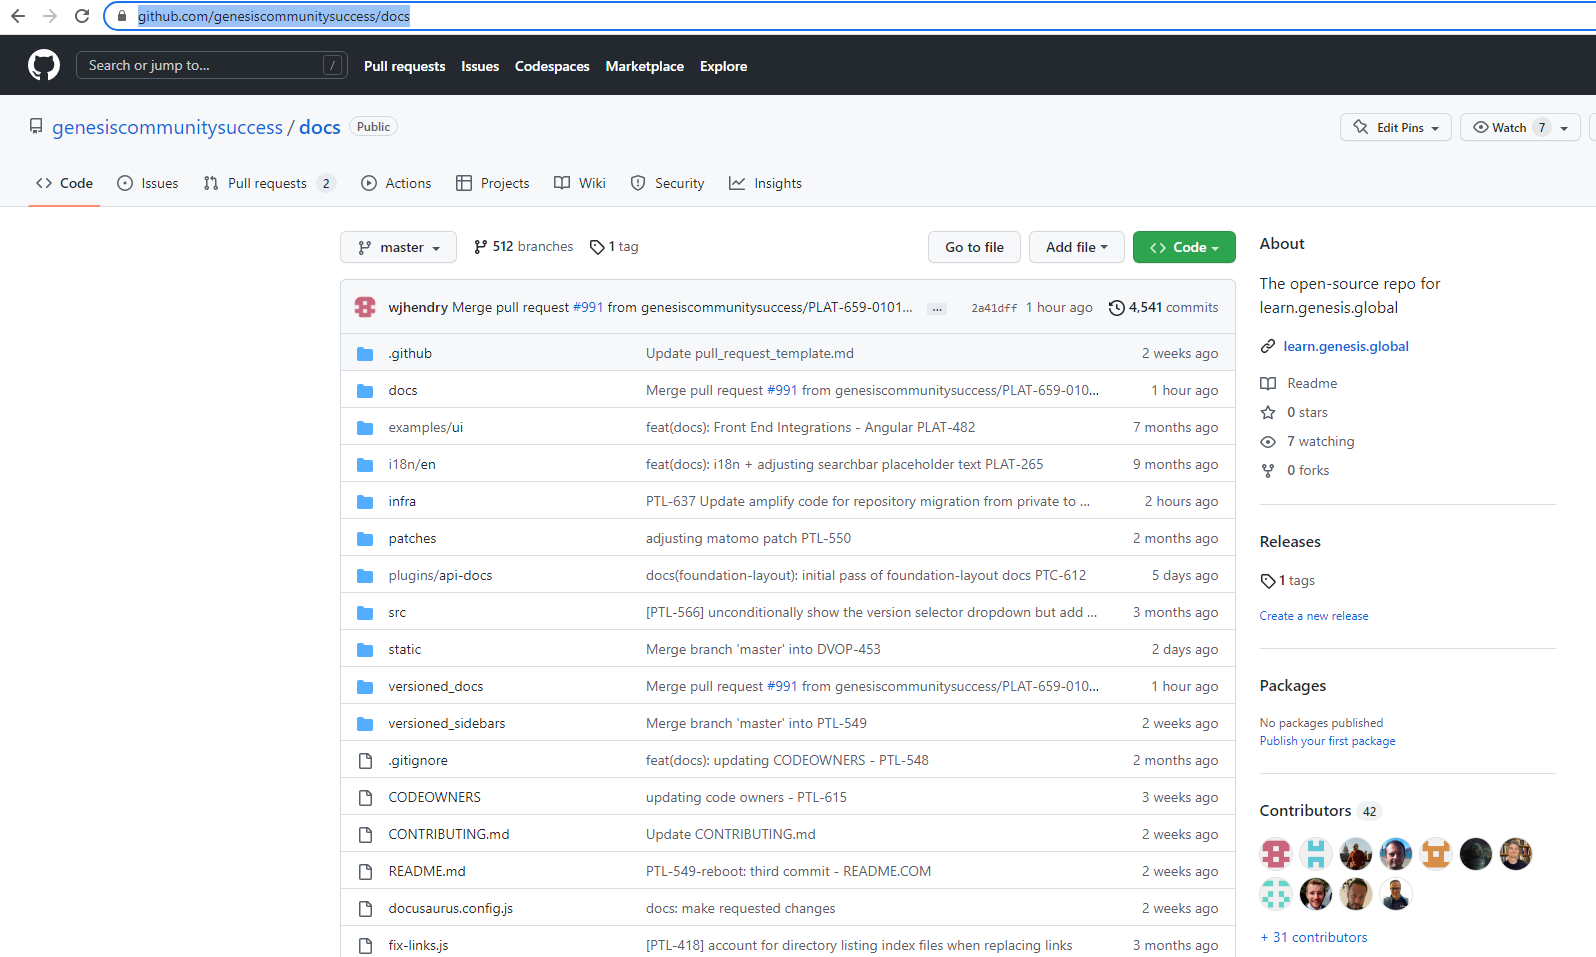 github.com/genesiscommunitysuccess/docs
Search or jump to... /
Pull requests Issues Codespaces Marketplace Explore
genesiscommunitysuccess / docs Public
Edit Pins Watch 7
Code Issues Pull requests 2 Actions Projects Wiki Security Insights
master 512 branches 1 tag Go to file Add file Code
wjhendry Merge pull request #991 from genesiscommunitysuccess/PLAT-659-0101... ... 2a41dff 1 hour ago 4,541 commits
.github Update pull_request_template.md 2 weeks ago
docs Merge pull request #991 from genesiscommunitysuccess/PLAT-659-010... 1 hour ago
examples/ui feat(docs): Front End Integrations - Angular PLAT-482 7 months ago
i18n/en feat(docs): i18n + adjusting searchbar placeholder text PLAT-265 9 months ago
infra PTL-637 Update amplify code for repository migration from private to ... 2 hours ago
patches adjusting matomo patch PTL-550 2 months ago
plugins/api-docs docs(foundation-layout): initial pass of foundation-layout docs PTC-612 5 days ago
src [PTL-566] unconditionally show the version selector dropdown but add ... 3 months ago
static Merge branch 'master' into DVOP-453 2 days ago
versioned_docs Merge pull request #991 from genesiscommunitysuccess/PLAT-659-010... 1 hour ago
versioned_sidebars Merge branch 'master' into PTL-549 2 weeks ago
.gitignore feat(docs): updating CODEOWNERS - PTL-548 2 months ago
CODEOWNERS updating code owners - PTL-615 3 weeks ago
CONTRIBUTING.md Update CONTRIBUTING.md 2 weeks ago
README.md PTL-549-reboot: third commit - README.COM 2 weeks ago
docusaurus.config.js docs: make requested changes 2 weeks ago
fix-links.js [PTL-418] account for directory listing index files when replacing links 3 months ago
About
The open-source repo for
learn.genesis.global
learn.genesis.global
Readme
0 stars
7 watching
0 forks
Releases
1 tags
Create a new release
Packages
No packages published
Publish your first package
Contributors 42
+ 31 contributors